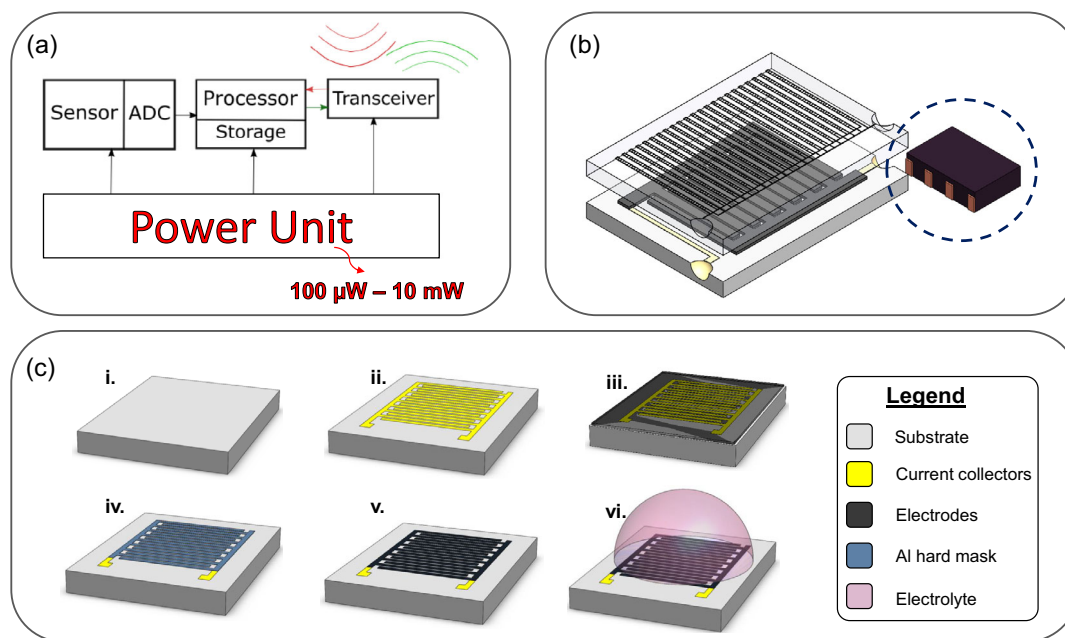 (a)
Sensor
ADC
Processor
Storage
Transceiver
Power Unit
100 µW – 10 mW
(b)
(c)
i.
ii.
iii.
iv.
v.
vi.
Legend
Substrate
Current collectors
Electrodes
Al hard mask
Electrolyte